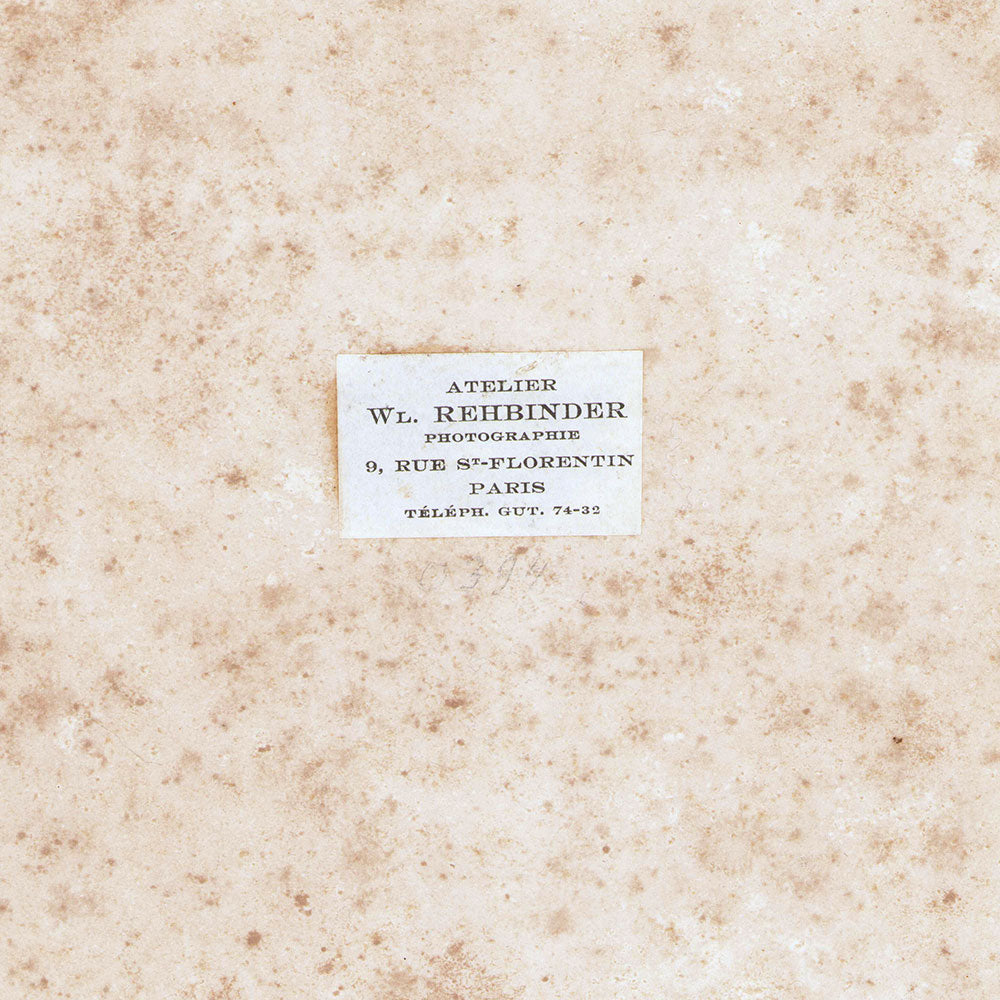 ATELIER
WL. REHBINDER
PHOTOGRAPHIE
9, RUE ST-FLORENTIN
PARIS
TÉLÉPH. GUT. 74-32